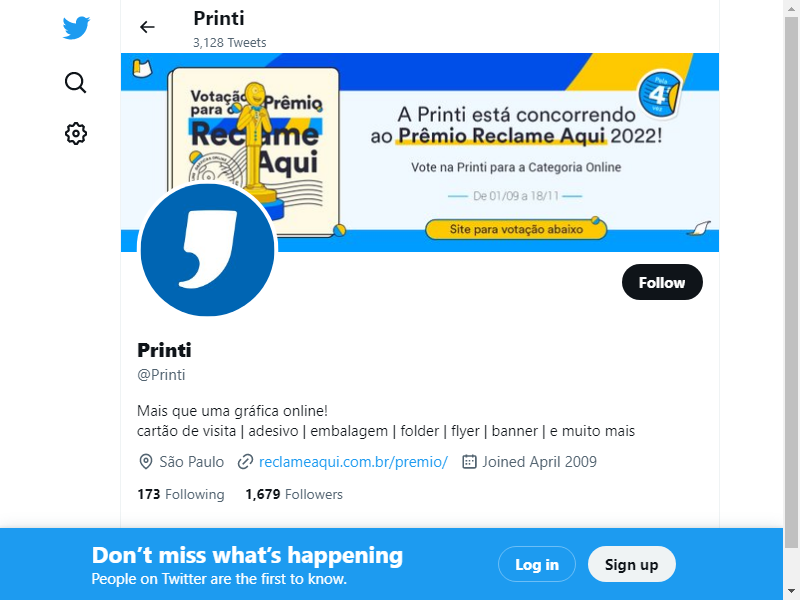 Printi
3,128 Tweets
Votação
para o Prêmio
Reclame
Aqui
A Printi está concorrendo
ao Prêmio Reclame Aqui 2022!
Vote na Printi para a Categoria Online
De 01/09 a 18/11
Site para votação abaixo
Pela
4ª
vez
Follow
Printi
@Printi
Mais que uma gráfica online!
cartão de visita | adesivo | embalagem | folder | flyer | banner | e muito mais
São Paulo reclameaqui.com.br/premio/ Joined April 2009
173 Following 1,679 Followers
Don’t miss what’s happening
People on Twitter are the first to know.
Log in
Sign up